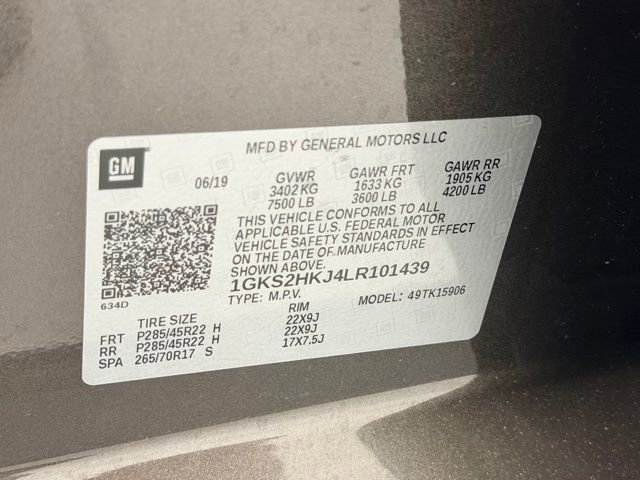 GM
MFD BY GENERAL MOTORS LLC
06/19 GVWR GAWR FRT GAWR RR
3402 KG 1633 KG 1905 KG
7500 LB 3600 LB 4200 LB
THIS VEHICLE CONFORMS TO ALL
APPLICABLE U.S. FEDERAL MOTOR
VEHICLE SAFETY STANDARDS IN EFFECT
ON THE DATE OF MANUFACTURE
SHOWN ABOVE.
1GKS2HKJ4LR101439
634D TYPE: M.P.V. MODEL: 49TK15906
TIRE SIZE RIM
FRT P285/45R22 H 22X9J
RR P285/45R22 H 22X9J
SPA 265/70R17 S 17X7.5J